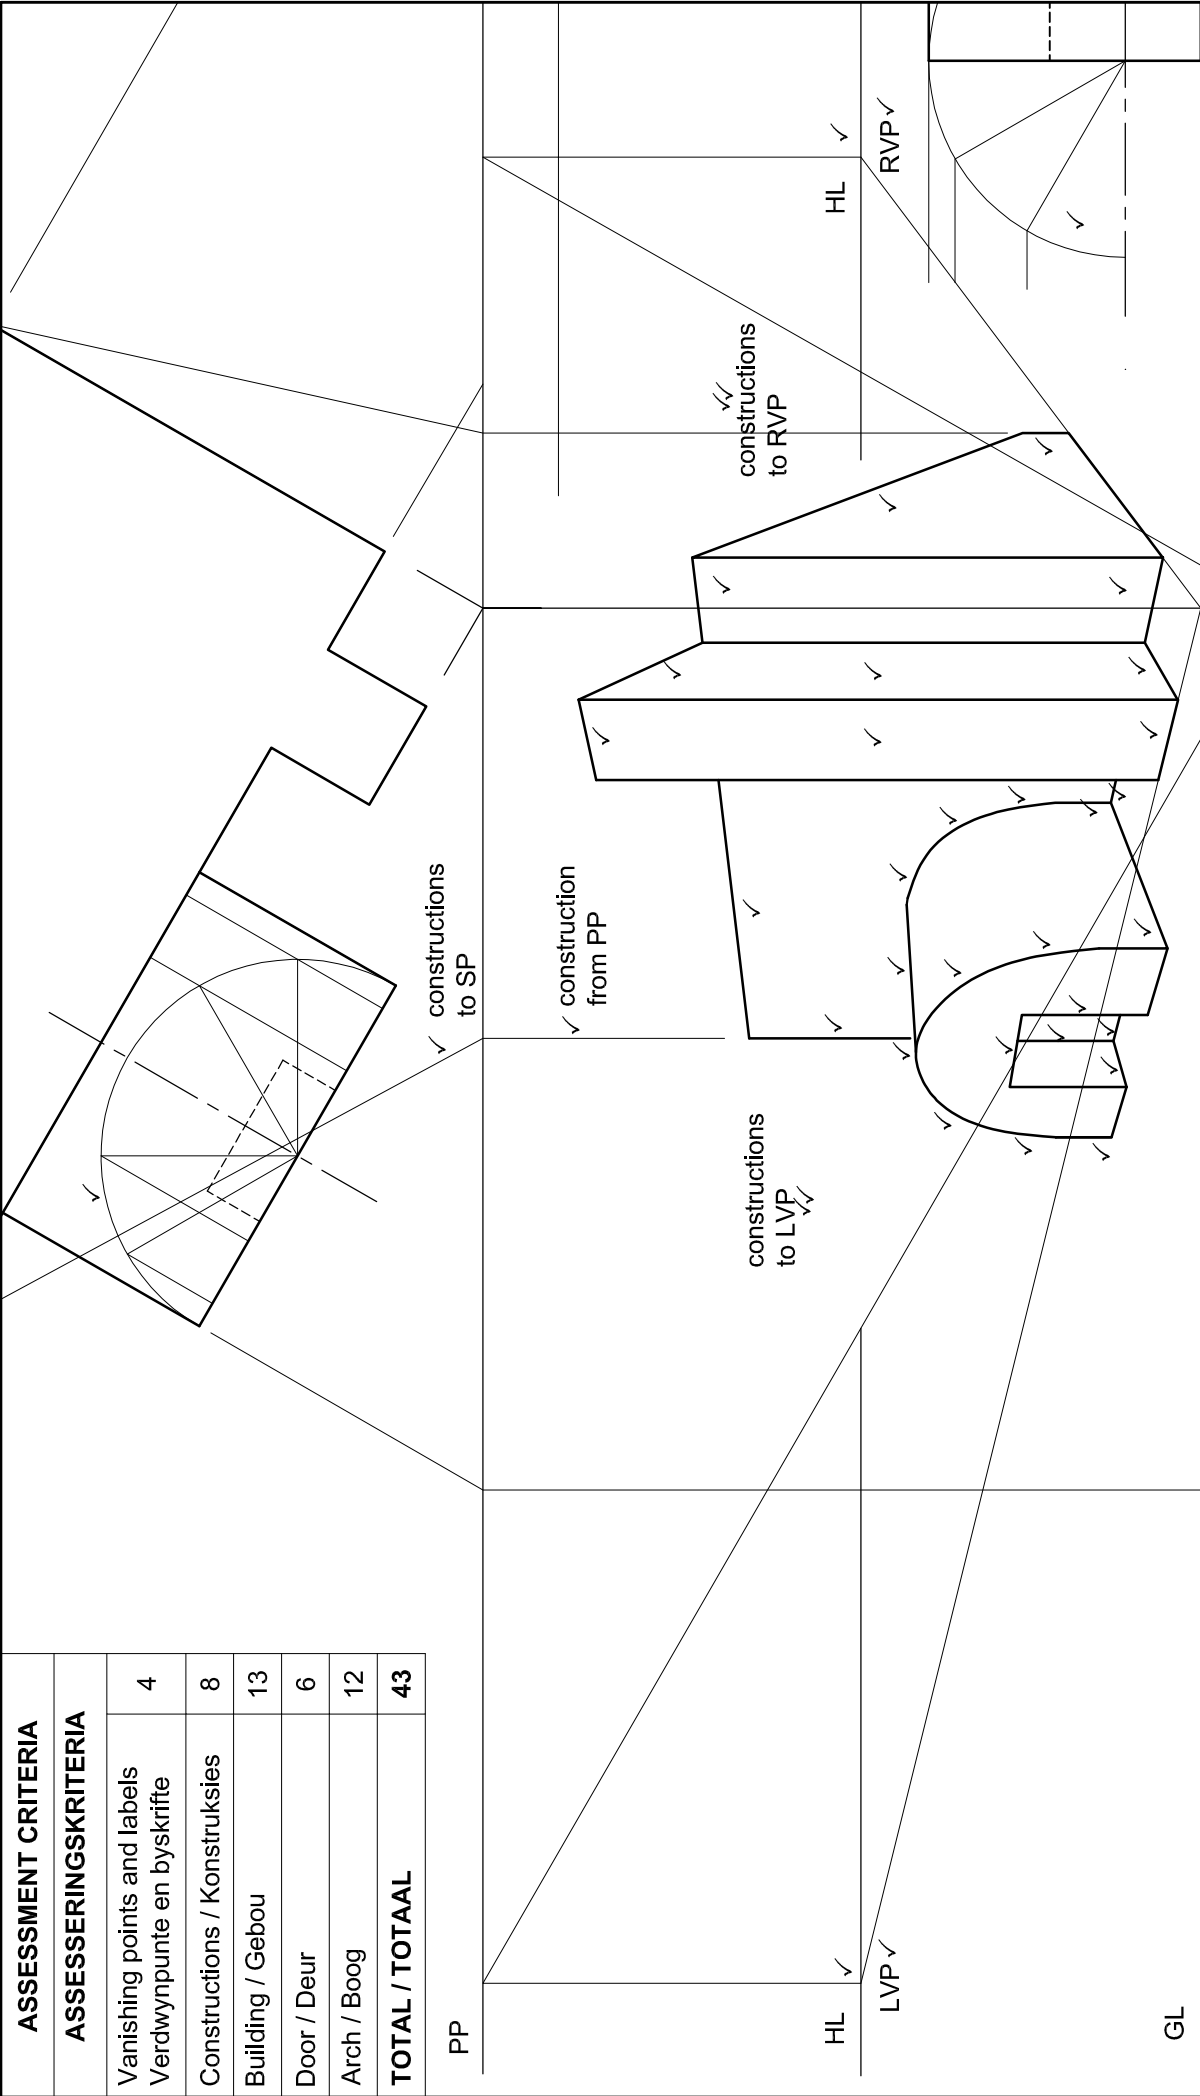 ASSESSMENT CRITERIA
ASSESSERINGSKRITERIA
Vanishing points and labels
Verdwynpunte en byskrifte
4
Constructions / Konstruksies 8
Building / Gebou 13
Door / Deur 6
Arch / Boog 12
TOTAL / TOTAAL 43
PP
constructions
to SP
construction
from PP
constructions
to LVP
constructions
to RVP
HL
LVP
HL
RVP
GL